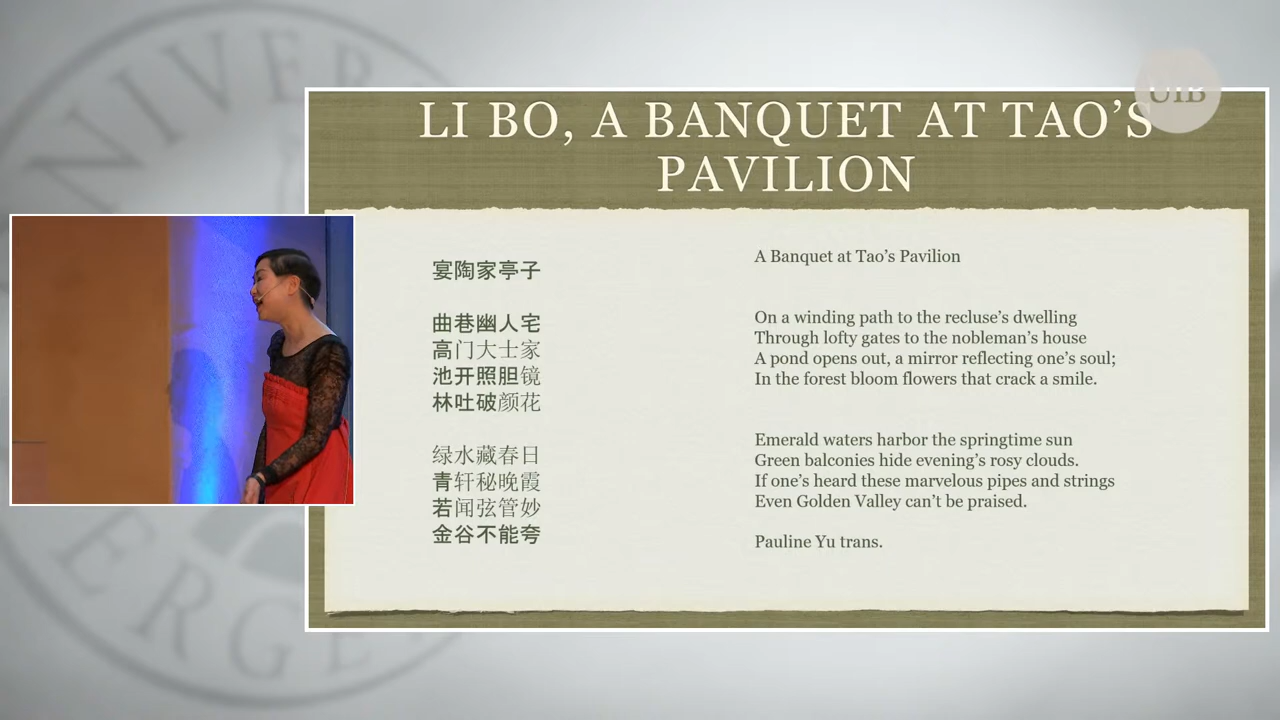 UIB
LI BO, A BANQUET AT TAO'S
PAVILION
宴陶家亭子
曲巷幽人宅
高门大士家
池开照胆镜
林吐破颜花
绿水藏春日
青轩秘晚霞
若闻弦管妙
金谷不能夸
A Banquet at Tao's Pavilion
On a winding path to the recluse's dwelling
Through lofty gates to the nobleman's house
A pond opens out, a mirror reflecting one's soul;
In the forest bloom flowers that crack a smile.
Emerald waters harbor the springtime sun
Green balconies hide evening's rosy clouds.
If one's heard these marvelous pipes and strings
Even Golden Valley can't be praised.
Pauline Yu trans.